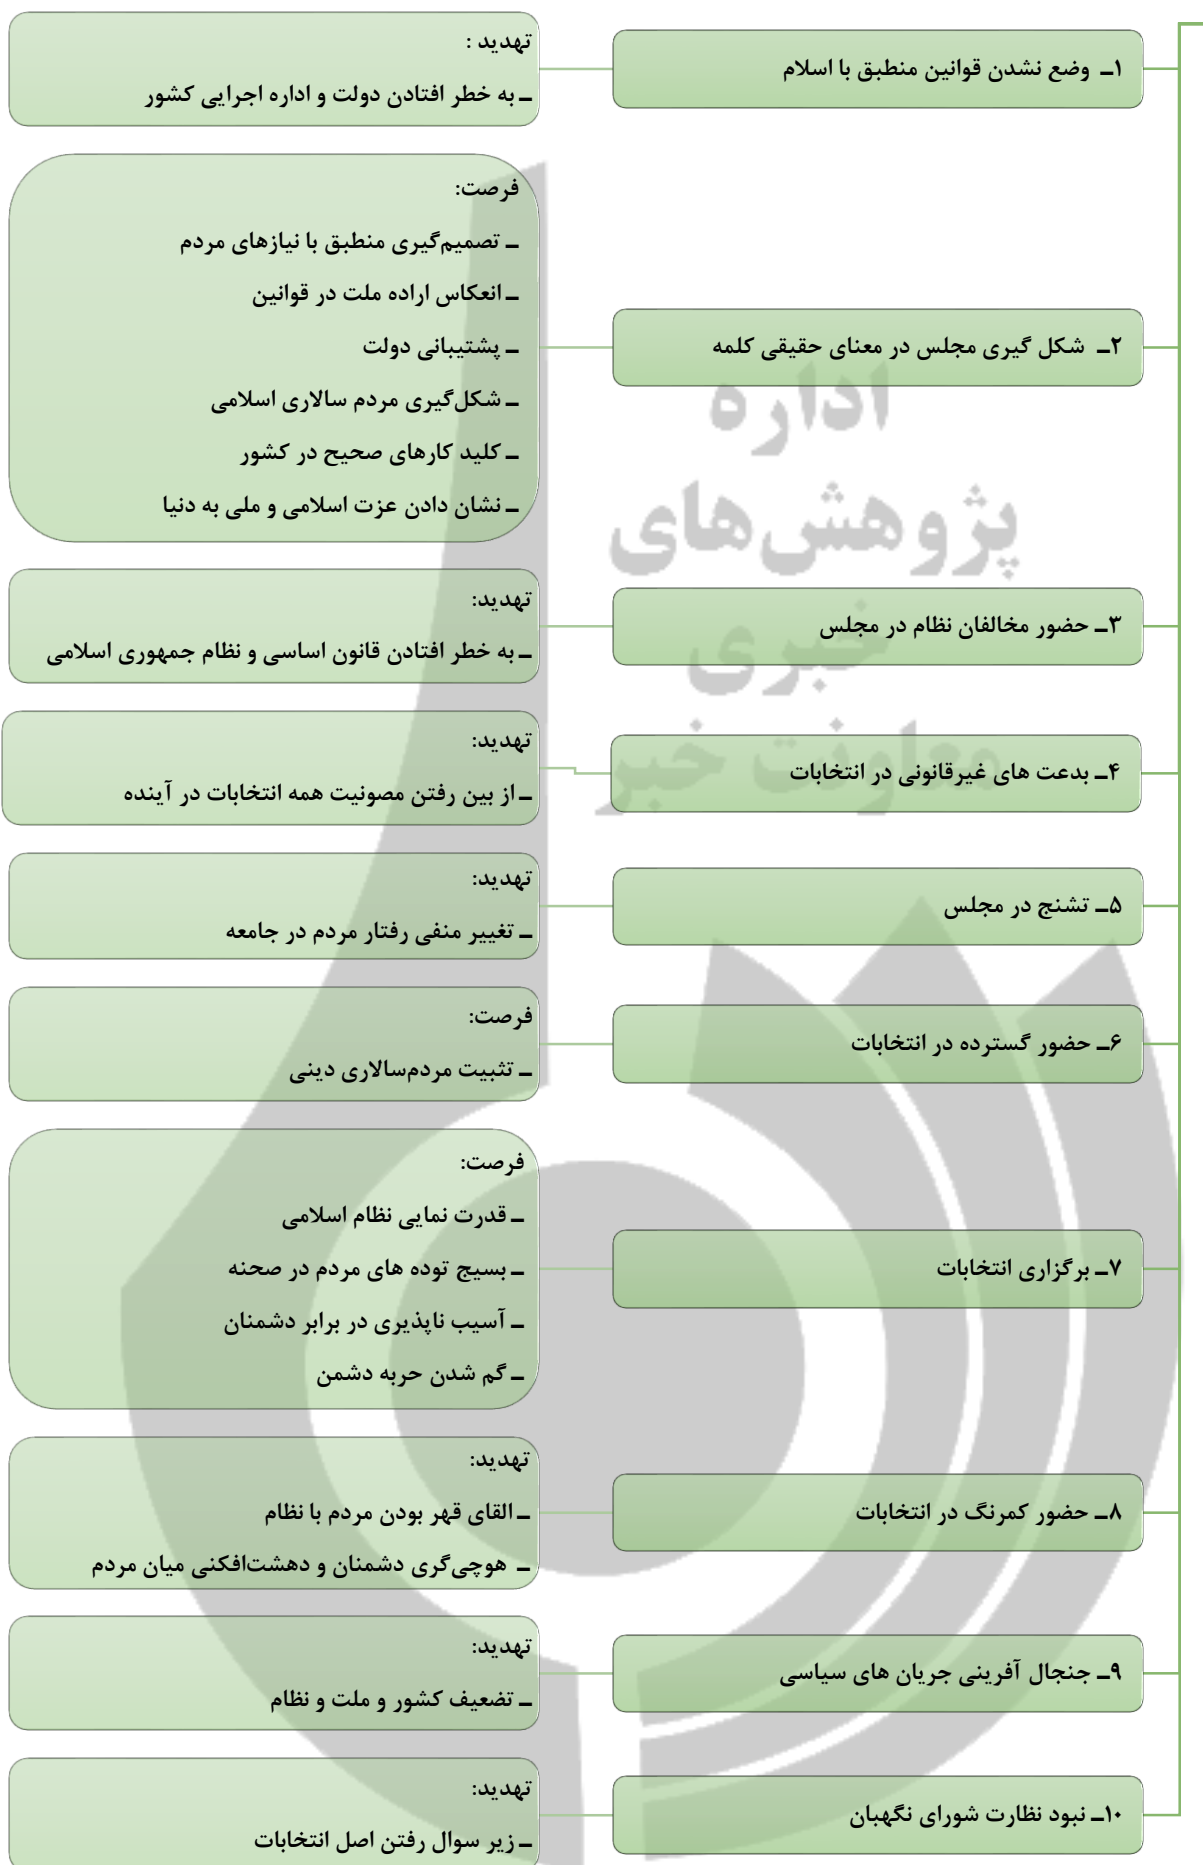 ۱ـ وضع نشدن قوانین منطبق با اسلام
تهدید :
ـ به خطر افتادن دولت و اداره اجرایی کشور
۲ـ شکل گیری مجلس در معنای حقیقی کلمه
فرصت:
ـ تصمیم‌گیری منطبق با نیازهای مردم
ـ انعکاس اراده ملت در قوانین
ـ پشتیبانی دولت
ـ شکل‌گیری مردم سالاری اسلامی
ـ کلید کارهای صحیح در کشور
ـ نشان دادن عزت اسلامی و ملی به دنیا
اداره
پژوهش‌های
خبری
معاونت خبر
۳ـ حضور مخالفان نظام در مجلس
تهدید:
ـ به خطر افتادن قانون اساسی و نظام جمهوری اسلامی
۴ـ بدعت های غیرقانونی در انتخابات
تهدید:
ـ از بین رفتن مصونیت همه انتخابات در آینده
۵ـ تشنج در مجلس
تهدید:
ـ تغییر منفی رفتار مردم در جامعه
۶ـ حضور گسترده در انتخابات
فرصت:
ـ تثبیت مردم‌سالاری دینی
۷ـ برگزاری انتخابات
فرصت:
ـ قدرت نمایی نظام اسلامی
ـ بسیج توده های مردم در صحنه
ـ آسیب ناپذیری در برابر دشمنان
ـ گم شدن حربه دشمن
۸ـ حضور کمرنگ در انتخابات
تهدید:
ـ القای قهر بودن مردم با نظام
ـ هوچی‌گری دشمنان و دهشت‌افکنی میان مردم
۹ـ جنجال آفرینی جریان های سیاسی
تهدید:
ـ تضعیف کشور و ملت و نظام
۱۰ـ نبود نظارت شورای نگهبان
تهدید:
ـ زیر سوال رفتن اصل انتخابات